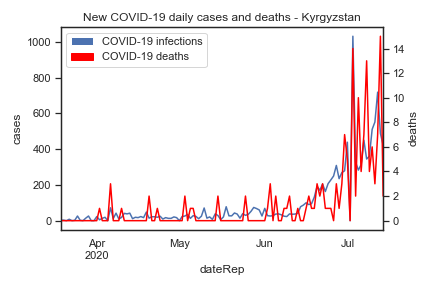 New COVID-19 daily cases and deaths - Kyrgyzstan
COVID-19 infections
COVID-19 deaths
1000
800
600
400
200
0
cases
14
12
10
8
6
4
2
0
deaths
Apr
2020
May
Jun
Jul
dateRep